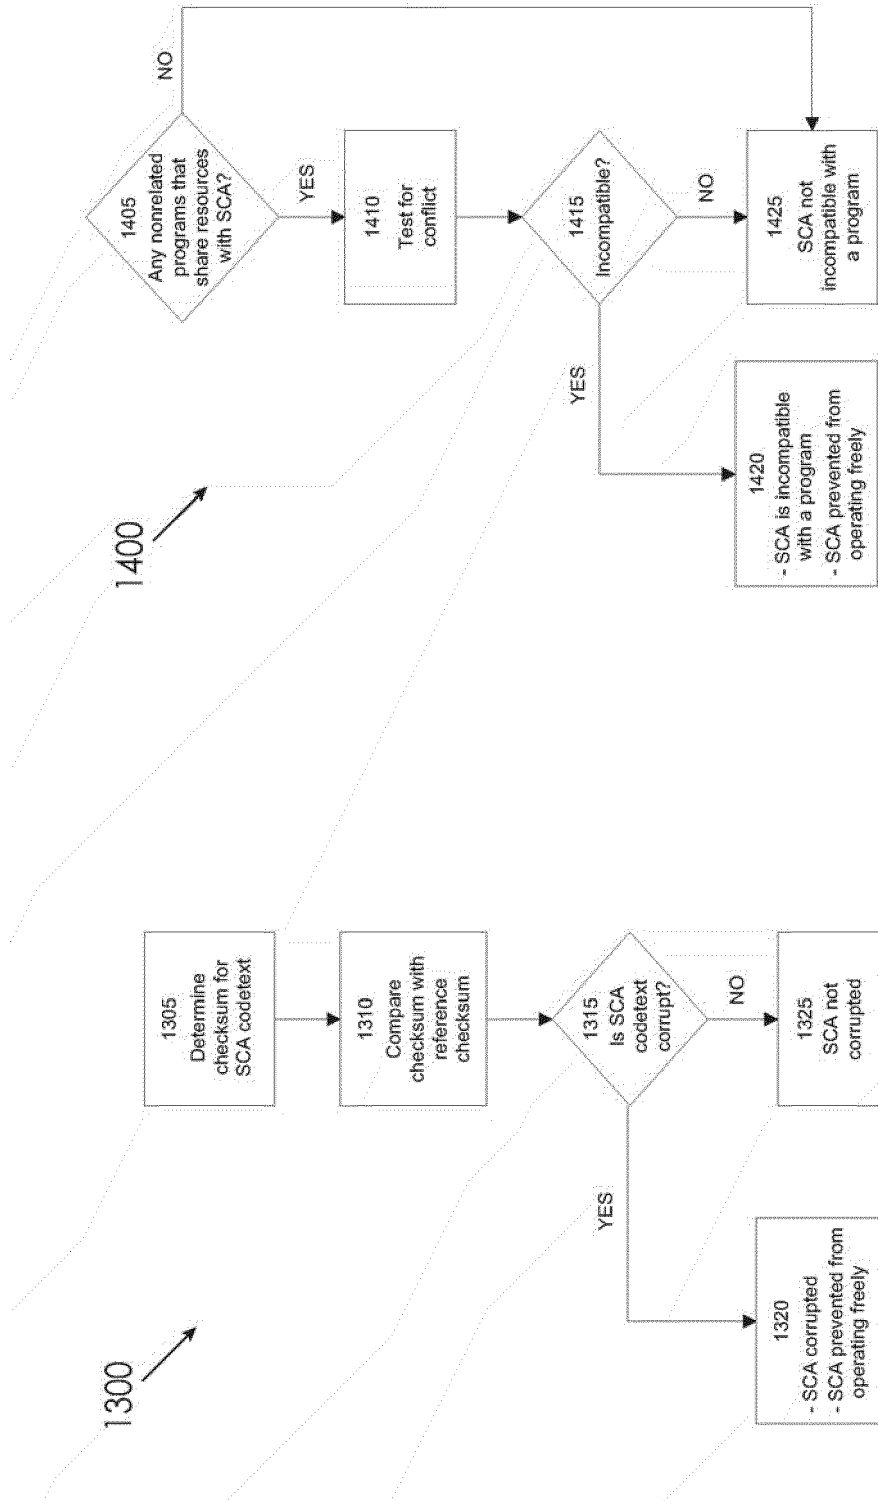 1300
1305
Determine
checksum for
SCA codetext
1310
Compare
checksum with
reference
checksum
1315
Is SCA
codetext
corrupt?
YES
NO
1320
- SCA corrupted
- SCA prevented from
operating freely
1325
SCA not
corrupted
1400
1405
Any nonrelated
programs that
share resources
with SCA?
NO
YES
1410
Test for
conflict
1415
Incompatible?
YES
NO
1420
- SCA is incompatible
with a program
- SCA prevented from
operating freely
1425
SCA not
incompatible with
a program